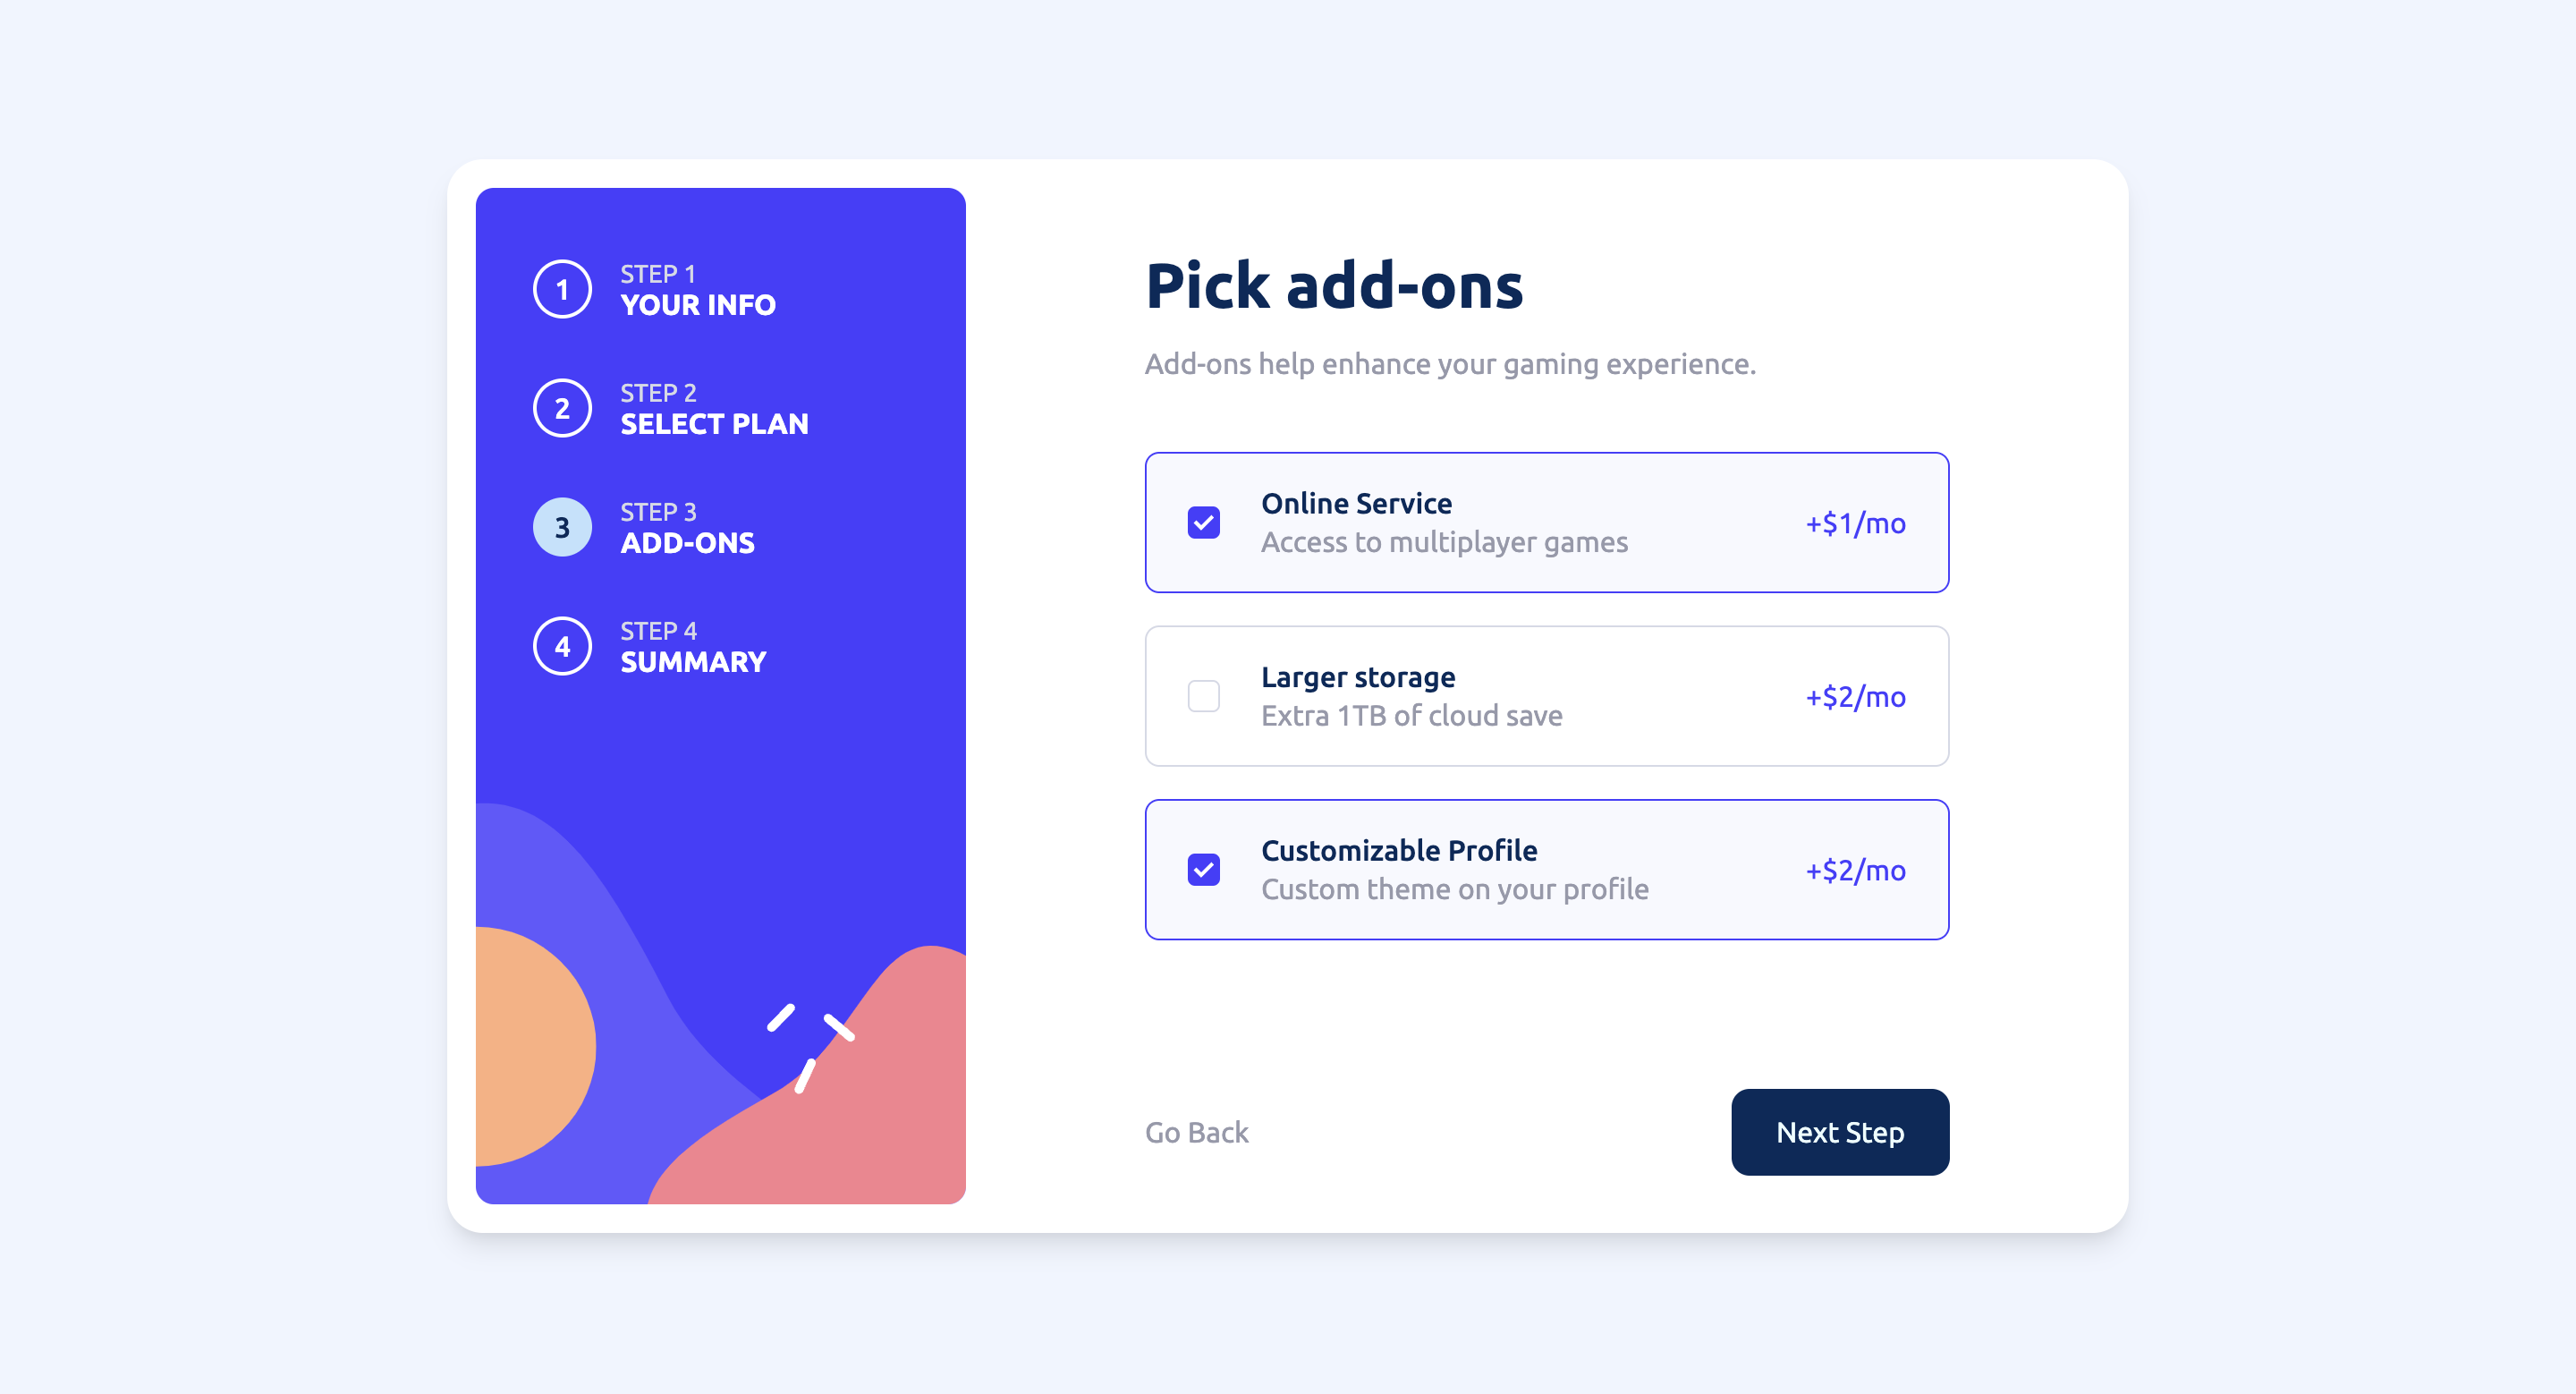 1
STEP 1
YOUR INFO
2
STEP 2
SELECT PLAN
3
STEP 3
ADD-ONS
4
STEP 4
SUMMARY
Pick add-ons
Add-ons help enhance your gaming experience.
Online Service
Access to multiplayer games
+$1/mo
Larger storage
Extra 1TB of cloud save
+$2/mo
Customizable Profile
Custom theme on your profile
+$2/mo
Go Back
Next Step